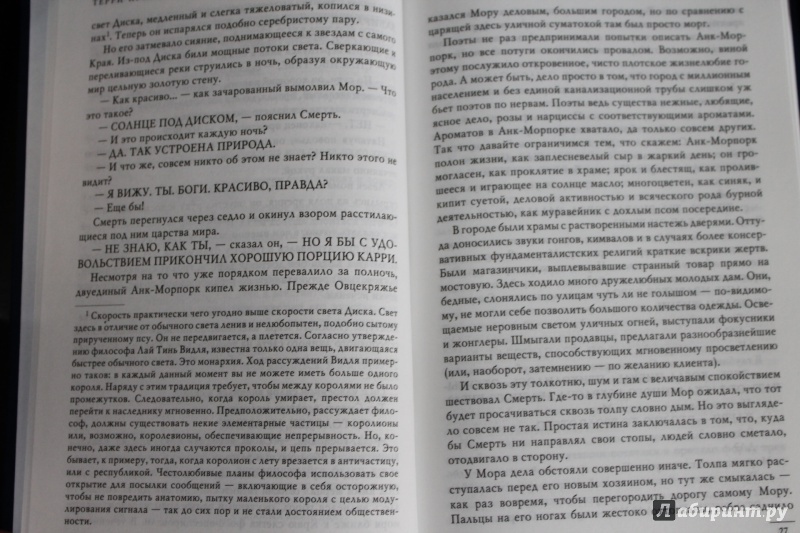 ТЕРРИ
свет Диска, медленный и слегка тяжеловатый, копился в низи-
нах¹. Теперь он испарялся подобно серебристому пару.
Но его затмевало сияние, поднимающееся к звездам с самого
Края. Из-под Диска били мощные потоки света. Сверкающие и
переливающиеся реки струились в ночь, образуя окружающую
мир цельную золотую стену.
— Как красиво... — как зачарованный вымолвил Мор. — Что
это такое?
— СОЛНЦЕ ПОД ДИСКОМ, — пояснил Смерть.
— И это происходит каждую ночь?
— ДА. ТАК УСТРОЕНА ПРИРОДА.
— И что же, совсем никто об этом не знает? Никто этого не
видит?
— Я ВИЖУ. ТЫ. БОГИ. КРАСИВО, ПРАВДА?
— Еще бы!
Смерть перегнулся через седло и окинул взором расстилаю-
щиеся под ним царства мира.
— НЕ ЗНАЮ, КАК ТЫ, — сказал он, — НО Я БЫ С УДО-
ВОЛЬСТВИЕМ ПРИКОНЧИЛ ХОРОШУЮ ПОРЦИЮ КАРРИ.
Несмотря на то что уже порядком перевалило за полночь,
двуединый Анк-Морпорк кипел жизнью. Прежде Овцекряжье
¹ Скорость практически чего угодно выше скорости света Диска. Свет
здесь в отличие от обычного света ленив и нелюбопытен, подобно сытому
прирученному псу. Он не передвигается, а плетется. Согласно утвержде-
нию философа Лай Тинь Видля, известна только одна вещь, двигающаяся
быстрее обычного света. Это монархия. Ход рассуждений Видля пример-
но таков: в каждый данный момент вы не можете иметь больше одного
короля. Наряду с этим традиция требует, чтобы между королями не было
промежутков. Следовательно, когда король умирает, престол должен
перейти к наследнику мгновенно. Предположительно, рассуждает фило-
соф, должны существовать некие элементарные частицы — королионы
или, возможно, королевионы, обеспечивающие непрерывность. Но, ко-
нечно, даже здесь иногда случаются проколы, и цепь прерывается. Это
бывает, к примеру, тогда, когда королион с лету врезается в античастицу,
или с республикой. Честолюбивые планы философа использовать свое
открытие для посылки сообщений — включающие в себя осторожную,
чтобы не повредить анатомию, пытку маленького короля с целью моду-
лирования сигнала — так до сих пор и не стали достоянием обществен-
ности.
казался Мору деловым, большим городом, но по сравнению с
царящей здесь уличной суматохой там был просто морг.
Поэты не раз предпринимали попытки описать Анк-Мор-
порк, но все потуги окончились провалом. Возможно, виной
этому послужило откровенное, чисто плотское жизнелюбие го-
рода. А может быть, дело просто в том, что город с миллионным
населением и без единой канализационной трубы слишком уж
бьет поэтов по нервам. Поэты ведь существа нежные, любящие,
ясное дело, розы и нарциссы с соответствующими ароматами.
Ароматов в Анк-Морпорке хватало, да только совсем других.
Так что давайте ограничимся тем, что скажем: Анк-Морпорк
полон жизни, как заплесневелый сыр в жаркий день; он гро-
могласен, как проклятие в храме; ярок и блестящ, как пролив-
шееся и играющее на солнце масло; многоцветен, как синяк, и
кипит суетой, деловой активностью и всяческого рода бурной
деятельностью, как муравейник с дохлым псом посередине.
В городе были храмы с растворенными настежь дверями. Отту-
да доносились звуки гонгов, кимвалов и в случаях более консер-
вативных фундаменталистских религий краткие вскрики жертв.
Были магазинчики, выплевывавшие странный товар прямо на
мостовую. Здесь ходило много дружелюбных молодых дам. Они,
бедные, слонялись по улицам чуть ли не голышом — по-видимо-
му, не могли себе позволить большого количества одежды. Осве-
щаемые неровным светом уличных огней, выступали фокусники
и жонглеры. Шмыгали продавцы, предлагали разнообразнейшие
варианты веществ, способствующих мгновенному просветлению
(или, наоборот, затемнению — по желанию клиента).
И сквозь эту толкотню, шум и гам с величавым спокойствием
шествовал Смерть. Где-то в глубине души Мор ожидал, что тот
будет просачиваться сквозь толпу словно дым. Но это выгляде-
ло совсем не так. Простая истина заключалась в том, что, куда
бы Смерть ни направлял свои стопы, людей словно сметало,
отодвигало в сторону.
У Мора дела обстояли совершенно иначе. Толпа мягко рас-
ступалась перед его новым хозяином, но тут же смыкалась —
как раз вовремя, чтобы перегородить дорогу самому Мору.
Пальцы на его ногах были жестоко
27
Лабиринт.ру